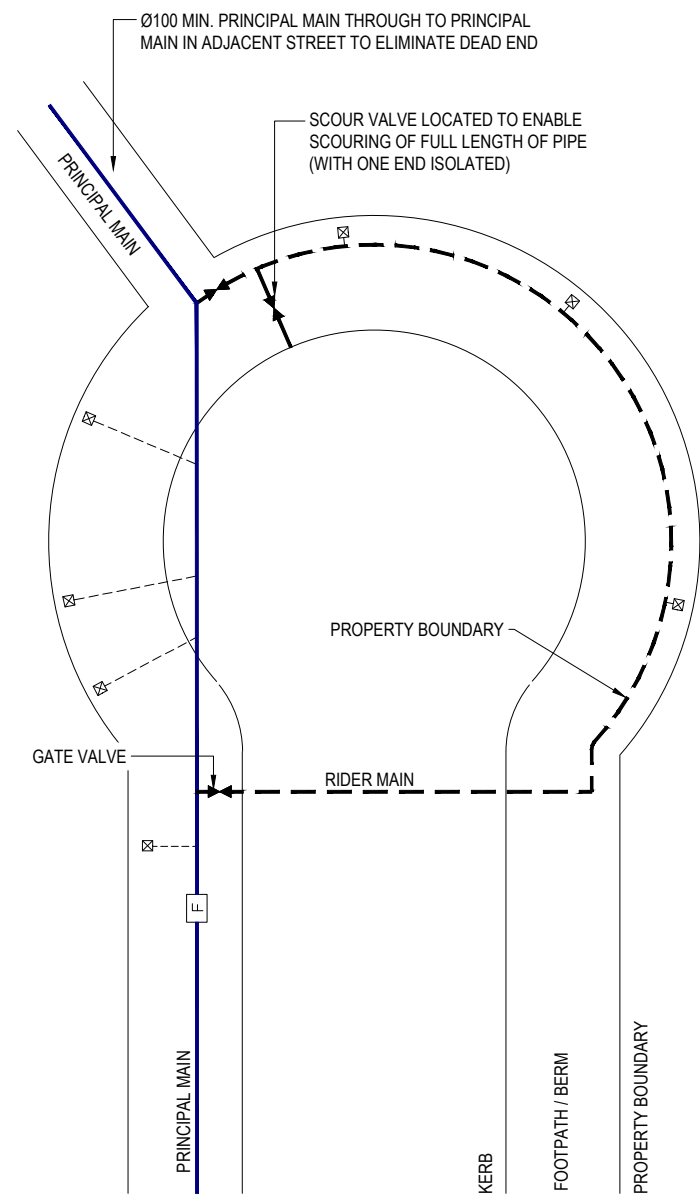 Ø100 MIN. PRINCIPAL MAIN THROUGH TO PRINCIPAL
MAIN IN ADJACENT STREET TO ELIMINATE DEAD END
SCOUR VALVE LOCATED TO ENABLE
SCOURING OF FULL LENGTH OF PIPE
(WITH ONE END ISOLATED)
PRINCIPAL MAIN
PROPERTY BOUNDARY
GATE VALVE
RIDER MAIN
F
PRINCIPAL MAIN
KERB
FOOTPATH / BERM
PROPERTY BOUNDARY